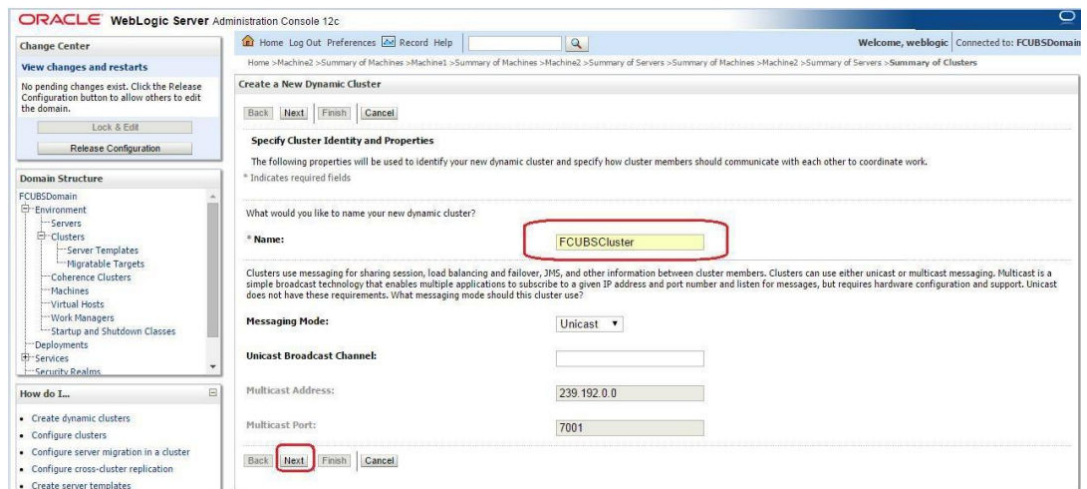 ORACLE WebLogic Server Administration Console 12c
Change Center
View changes and restarts
No pending changes exist. Click the Release
Configuration button to allow others to edit
the domain.
Lock & Edit
Release Configuration
Domain Structure
FCUBSDomain
Environment
Servers
Clusters
Server Templates
Migratable Targets
Coherence Clusters
Machines
Virtual Hosts
Work Managers
Startup and Shutdown Classes
Deployments
Services
Security Realms
How do I...
Create dynamic clusters
Configure clusters
Configure server migration in a cluster
Configure cross-cluster replication
Create server templates
Home Log Out Preferences Record Help
Welcome, weblogic Connected to: FCUBSDomain
Home >Machine2 >Summary of Machines >Machine1 >Summary of Machines >Machine2 >Summary of Servers >Summary of Machines >Machine2 >Summary of Servers >Summary of Clusters
Create a New Dynamic Cluster
Back Next Finish Cancel
Specify Cluster Identity and Properties
The following properties will be used to identify your new dynamic cluster and specify how cluster members should communicate with each other to coordinate work.
* Indicates required fields
What would you like to name your new dynamic cluster?
* Name: FCUBSCluster
Clusters use messaging for sharing session, load balancing and failover, JMS, and other information between cluster members. Clusters can use either unicast or multicast messaging. Multicast is a
simple broadcast technology that enables multiple applications to subscribe to a given IP address and port number and listen for messages, but requires hardware configuration and support. Unicast
does not have these requirements. What messaging mode should this cluster use?
Messaging Mode: Unicast
Unicast Broadcast Channel:
Multicast Address: 239.192.0.0
Multicast Port: 7001
Back Next Finish Cancel